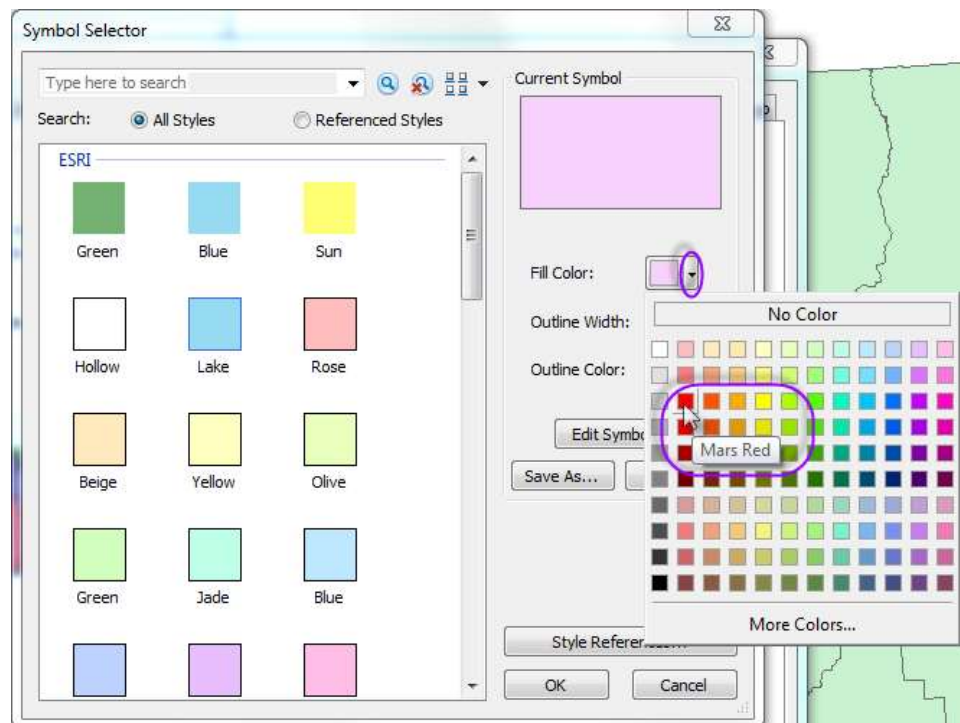 Symbol Selector
Type here to search
Search: All Styles Referenced Styles
ESRI
Green Blue Sun
Hollow Lake Rose
Beige Yellow Olive
Green Jade Blue
Current Symbol
Fill Color:
Outline Width:
Outline Color:
No Color
Mars Red
More Colors...
Edit Symbo
Save As...
Style Refere
OK Cancel